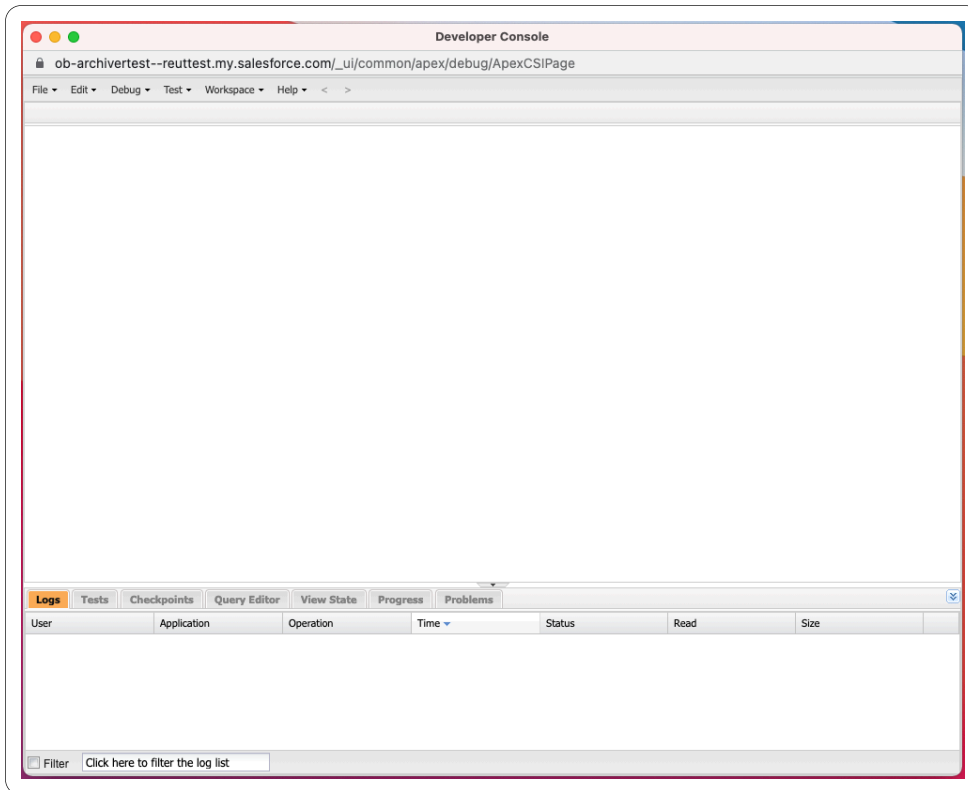 Developer Console
ob-archivertest--reuttest.my.salesforce.com/_ui/common/apex/debug/ApexCSIPage
File Edit Debug Test Workspace Help < >
Logs Tests Checkpoints Query Editor View State Progress Problems
User Application Operation Time Status Read Size
Filter Click here to filter the log list